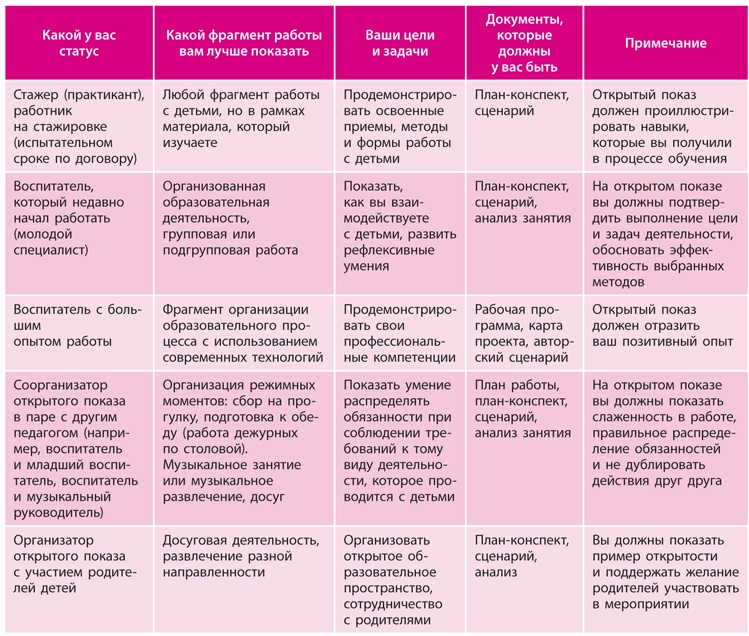 Какой у вас
статус
Какой фрагмент работы
вам лучше показать
Ваши цели
и задачи
Документы,
которые
должны
у вас быть
Примечание
Стажер (практикант),
работник
на стажировке
(испытательном
сроке по договору)
Любой фрагмент работы
с детьми, но в рамках
материала, который
изучаете
Продемонстриро-
вать освоенные
приемы, методы
и формы работы
с детьми
План-конспект,
сценарий
Открытый показ
должен проиллюстри-
ровать навыки,
которые вы получили
в процессе обучения
Воспитатель,
который недавно
начал работать
(молодой
специалист)
Организованная
образовательная
деятельность,
групповая или
подгрупповая работа
Показать,
как вы взаи-
модействуете
с детьми, развить
рефлексивные
умения
План-конспект,
сценарий,
анализ занятия
На открытом показе
вы должны подтвер-
дить выполнение цели
и задач деятельности,
обосновать эффек-
тивность выбранных
методов
Воспитатель с боль-
шим
опытом работы
Фрагмент организации
образовательного про-
цесса с использованием
современных технологий
Продемонстриро-
вать свои
профессиональ-
ные компетенции
Рабочая про-
грамма, карта
проекта, автор-
ский сценарий
Открытый показ
должен отразить
ваш позитивный опыт
Соорганизатор
открытого показа
в паре с другим
педагогом (напри-
мер, воспитатель
и младший воспи-
татель, воспитатель
и музыкальный
руководитель)
Организация режимных
моментов: сбор на про-
гулку, подготовка к обе-
ду (работа дежурных
по столовой).
Музыкальное занятие
или музыкальное
развлечение, досуг
Показать умение
распределять
обязанности при
соблюдении тре-
бований к тому
виду деятельно-
сти, которое про-
водится с детьми
План работы,
план-конспект,
сценарий,
анализ занятия
На открытом показе
вы должны показать
слаженность в работе,
правильное распреде-
ление обязанностей
и не дублировать
действия друг друга
Организатор
открытого показа
с участием родите-
лей детей
Досуговая деятельность,
развлечение разной
направленности
Организовать
открытое об-
разовательное
пространство,
сотрудничество
с родителями
План-конспект,
сценарий,
анализ
Вы должны показать
пример открытости
и поддержать желание
родителей участвовать
в мероприятии